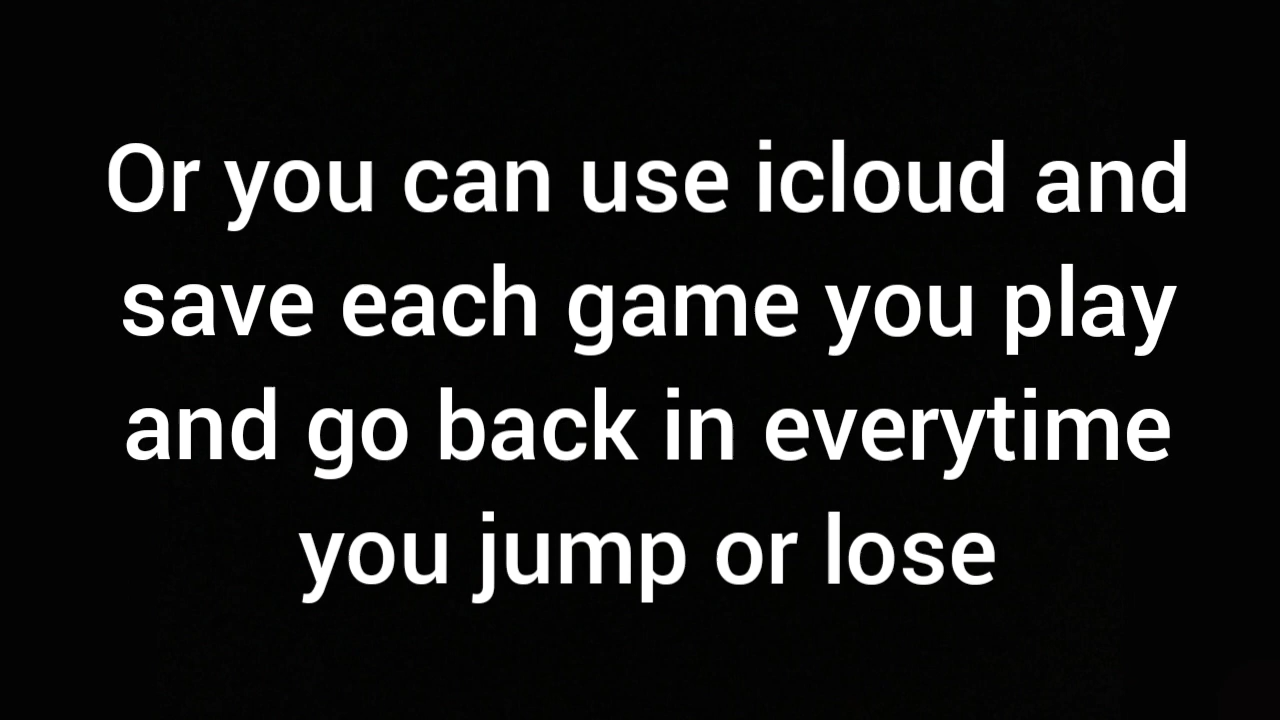 Or you can use icloud and
save each game you play
and go back in everytime
you jump or lose